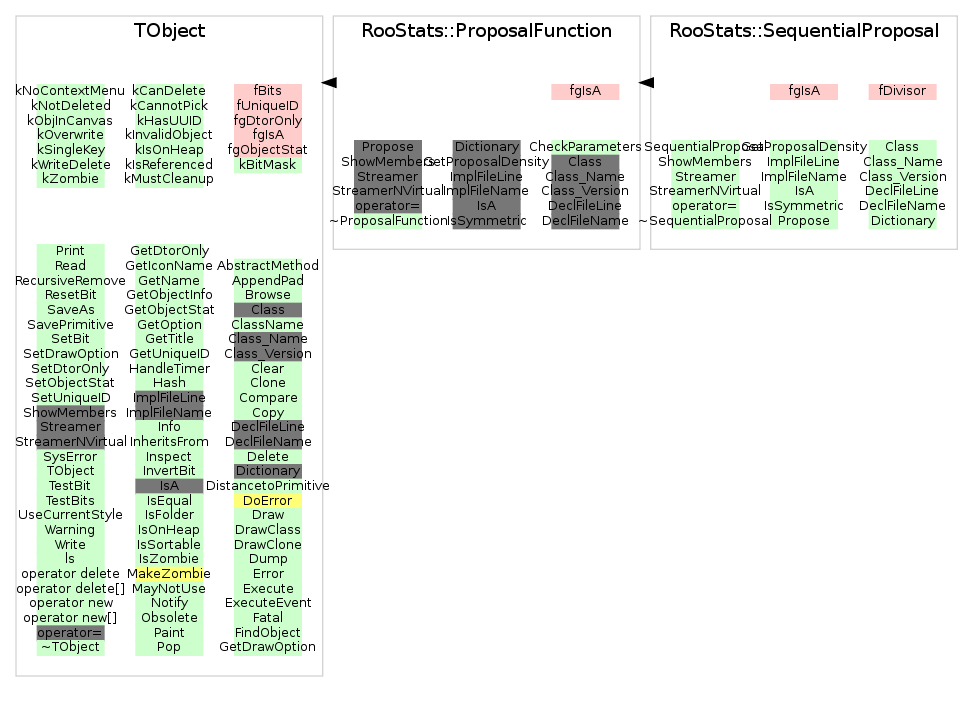 TObject
kNoContextMenu kCanDelete fBits
kNotDeleted kCannotPick fUniqueID
kObjInCanvas kHasUUID fgDtorOnly
kOverwrite kInvalidObject fgIsA
kSingleKey kIsOnHeap fgObjectStat
kWriteDelete kIsReferenced kBitMask
kZombie kMustCleanup
Print GetDtorOnly
Read GetIconName AbstractMethod
RecursiveRemove GetName AppendPad
ResetBit GetObjectInfo Browse
SaveAs GetObjectStat Class
SavePrimitive GetOption ClassName
SetBit GetTitle Class_Name
SetDrawOption GetUniqueID Class_Version
SetDtorOnly HandleTimer Clear
SetObjectStat Hash Clone
SetUniqueID ImplFileLine Compare
ShowMembers ImplFileName Copy
Streamer Info DeclFileLine
StreamerNVirtual InheritsFrom DeclFileName
SysError Inspect Delete
TObject InvertBit Dictionary
TestBit IsA DistancetoPrimitive
TestBits IsEqual DoError
UseCurrentStyle IsFolder Draw
Warning IsOnHeap DrawClass
Write IsSortable DrawClone
ls IsZombie Dump
operator delete MakeZombie Error
operator delete[] MayNotUse Execute
operator new Notify ExecuteEvent
operator new[] Obsolete Fatal
operator= Paint FindObject
~TObject Pop GetDrawOption
RooStats::ProposalFunction
fgIsA
Propose Dictionary CheckParameters
ShowMembers GetProposalDensity Class
Streamer ImplFileLine Class_Name
StreamerNVirtual ImplFileName Class_Version
operator= IsA DeclFileLine
~ProposalFunction IsSymmetric DeclFileName
RooStats::SequentialProposal
fgIsA fDivisor
SequentialProposal GetProposalDensity Class
ShowMembers ImplFileLine Class_Name
Streamer ImplFileName Class_Version
StreamerNVirtual IsA DeclFileLine
operator= IsSymmetric DeclFileName
~SequentialProposal Propose Dictionary